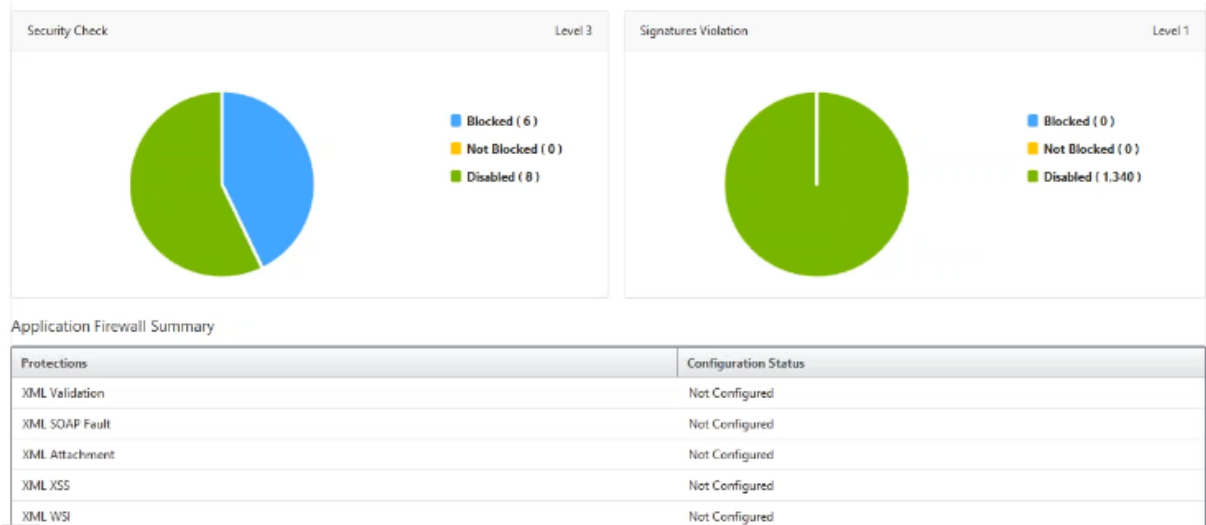 Security Check Level 3
Signatures Violation Level 1
Blocked ( 6 )
Not Blocked ( 0 )
Disabled ( 8 )
Blocked ( 0 )
Not Blocked ( 0 )
Disabled ( 1,340 )
Application Firewall Summary
Protections Configuration Status
XML Validation Not Configured
XML SOAP Fault Not Configured
XML Attachment Not Configured
XML XSS Not Configured
XML WSI Not Configured